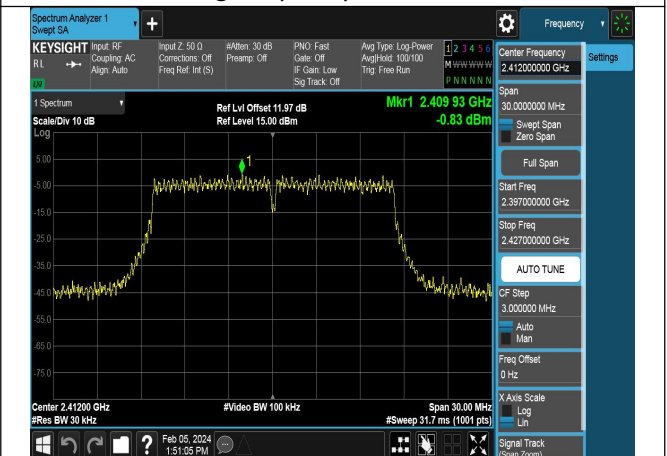 Spectrum Analyzer 1
Swept SA
Frequency
KEYSIGHT
RL
Input: RF
Coupling: AC
Align: Auto
Input Z: 50 Ω
Corrections: Off
Freq Ref: Int (S)
#Atten: 30 dB
Preamp: Off
PNO: Fast
Gate: Off
IF Gain: Low
Sig Track: Off
Avg Type: Log-Power
Avg|Hold: 100/100
Trig: Free Run
1 2 3 4 5 6
M W W W W W
P N N N N N
1 Spectrum
Scale/Div 10 dB
Log
Ref Lvl Offset 11.97 dB
Ref Level 15.00 dBm
Mkr1 2.409 93 GHz
-0.83 dBm
1
5.00
-5.00
-15.0
-25.0
-35.0
-45.0
-55.0
-65.0
-75.0
Center 2.41200 GHz
#Video BW 100 kHz
Span 30.00 MHz
#Res BW 30 kHz
#Sweep 31.7 ms (1001 pts)
Feb 05, 2024
1:51:05 PM
Center Frequency
2.412000000 GHz
Settings
Span
30.0000000 MHz
Swept Span
Zero Span
Full Span
Start Freq
2.397000000 GHz
Stop Freq
2.427000000 GHz
AUTO TUNE
CF Step
3.000000 MHz
Auto
Man
Freq Offset
0 Hz
X Axis Scale
Log
Lin
Signal Track
(Span Zoom)